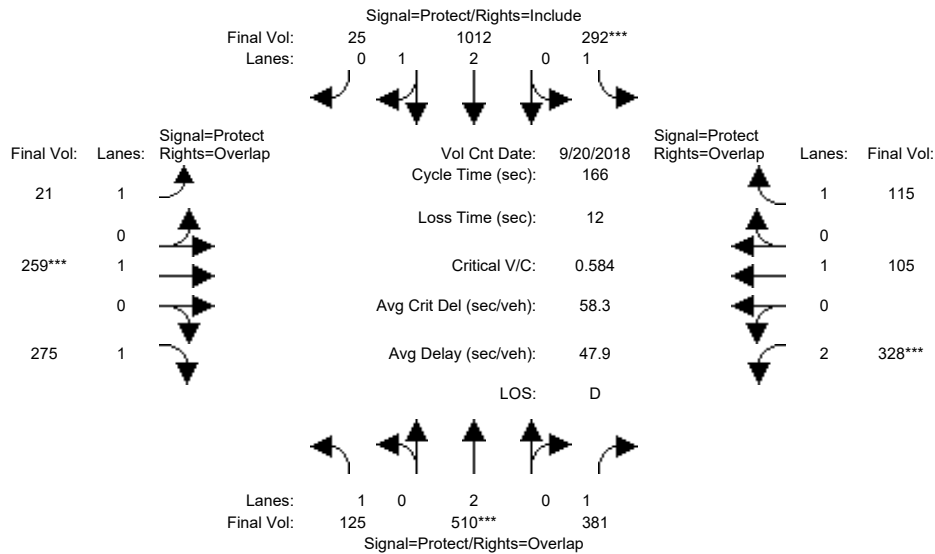 Signal=Protect/Rights=Include
Final Vol: 25 1012 292***
Lanes: 0 1 2 0 1
Signal=Protect
Final Vol: Lanes: Rights=Overlap
Vol Cnt Date: 9/20/2018
Signal=Protect
Rights=Overlap Lanes: Final Vol:
Cycle Time (sec): 166
21 1
1 115
Loss Time (sec): 12
0
0
259*** 1
Critical V/C: 0.584
1 105
0
Avg Crit Del (sec/veh): 58.3
0
275 1
Avg Delay (sec/veh): 47.9
2 328***
LOS: D
Lanes: 1 0 2 0 1
Final Vol: 125 510*** 381
Signal=Protect/Rights=Overlap